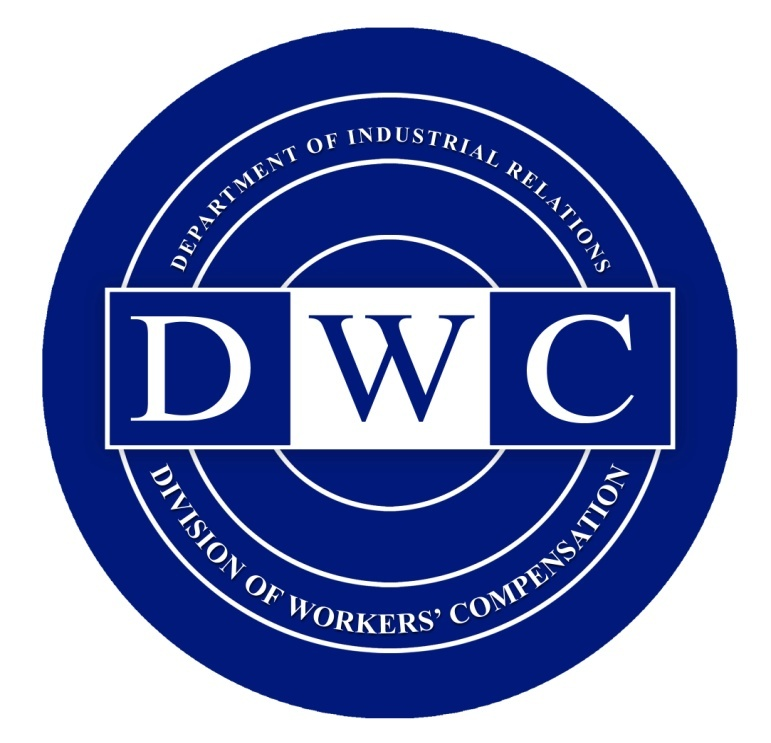 DEPARTMENT OF INDUSTRIAL RELATIONS
DWC
DIVISION OF WORKERS’ COMPENSATION